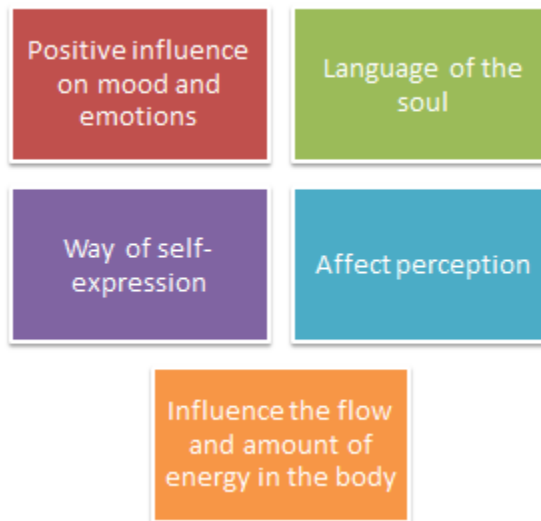 Positive influence
on mood and
emotions
Language of the
soul
Way of self-
expression
Affect perception
Influence the flow
and amount of
energy in the body